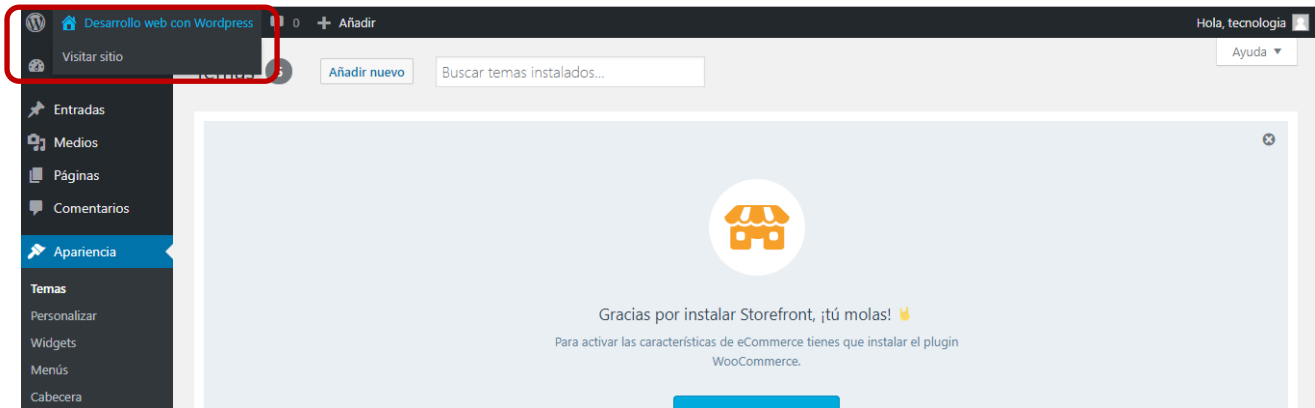 Desarrollo web con Wordpress 0 Añadir Hola, tecnologia
Visitar sitio Ayuda
Temas 5 Añadir nuevo Buscar temas instalados...
Entradas
Medios
Páginas
Comentarios
Apariencia
Temas
Personalizar
Widgets
Menús
Cabecera
Gracias por instalar Storefront, ¡tú molas! 🤘
Para activar las características de eCommerce tienes que instalar el plugin
WooCommerce.